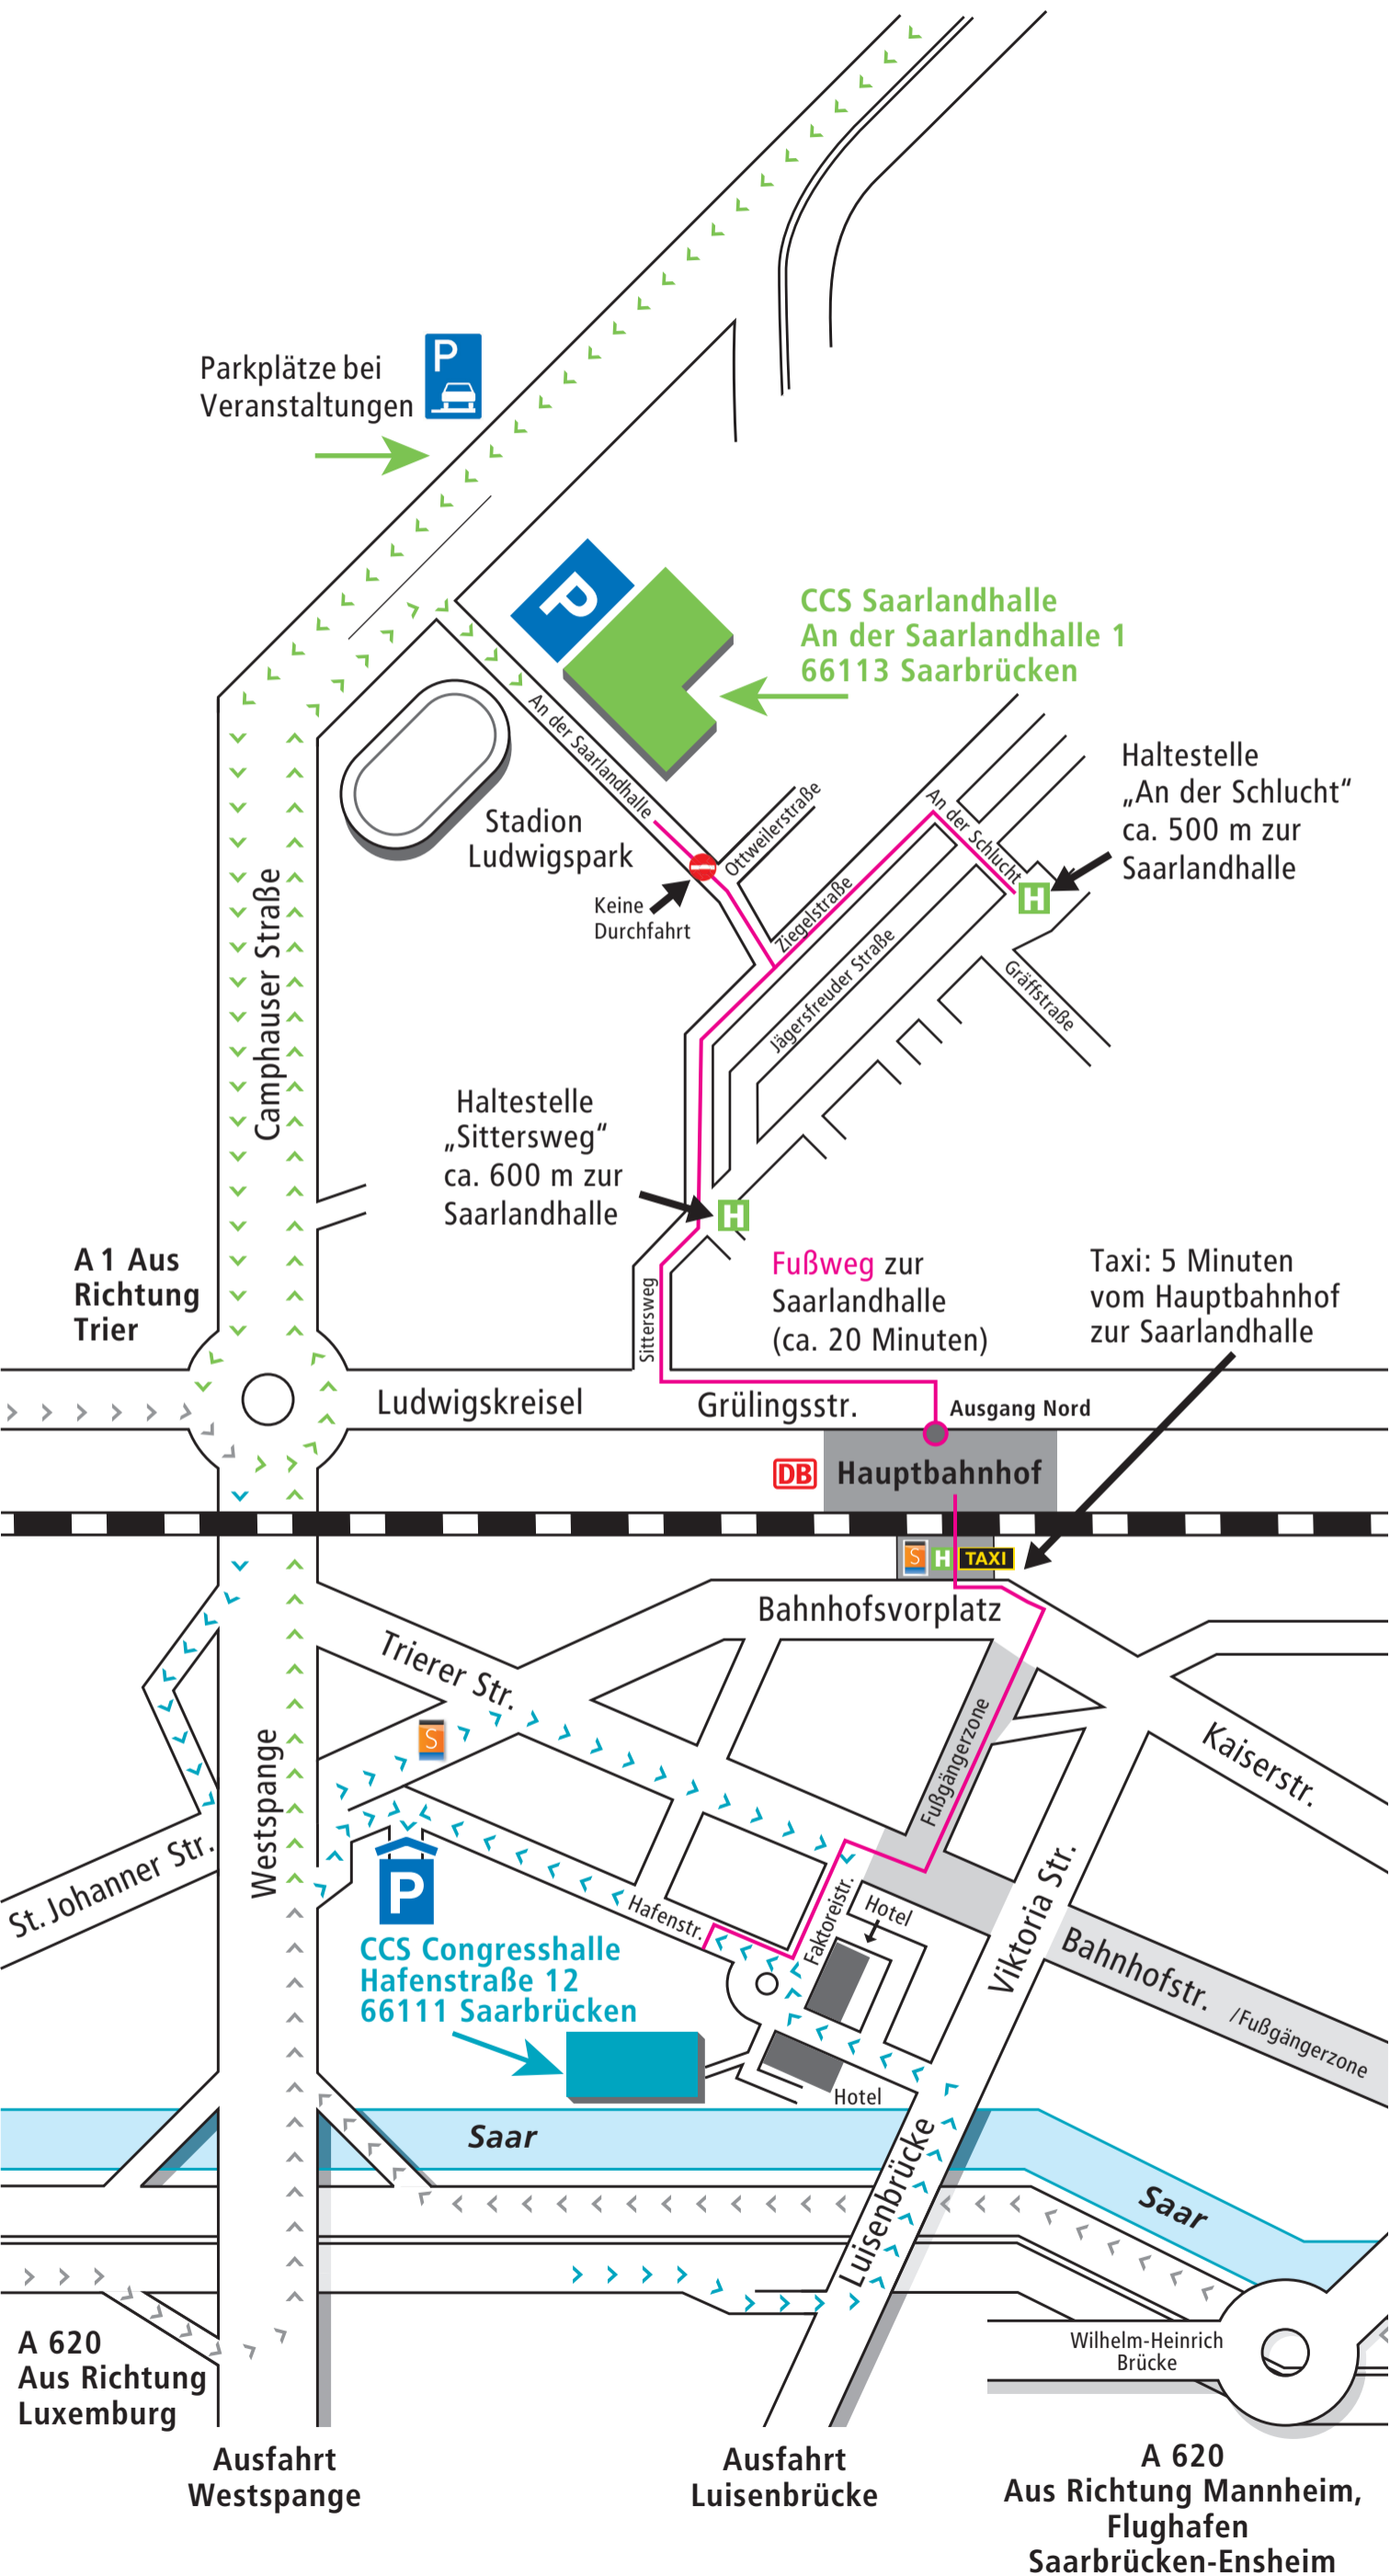 Parkplätze bei
Veranstaltungen
P
P
CCS Saarlandhalle
An der Saarlandhalle 1
66113 Saarbrücken
An der Saarlandhalle
Stadion
Ludwigspark
Ottweilerstraße
Keine
Durchfahrt
Ziegelstraße
An der Schlucht
Haltestelle
„An der Schlucht“
ca. 500 m zur
Saarlandhalle
H
Jägersfreuder Straße
Gräffstraße
Camphauser Straße
Haltestelle
„Sittersweg“
ca. 600 m zur
Saarlandhalle
H
A 1 Aus
Richtung
Trier
Sittersweg
Fußweg zur
Saarlandhalle
(ca. 20 Minuten)
Taxi: 5 Minuten
vom Hauptbahnhof
zur Saarlandhalle
Ludwigskreisel
Grülingsstr.
Ausgang Nord
DB
Hauptbahnhof
S
H
TAXI
Bahnhofsvorplatz
Trierer Str.
S
Fußgängerzone
Kaiserstr.
Westspange
St. Johanner Str.
P
Hafenstr.
Faktoreistr.
Hotel
Viktoria Str.
Bahnhofstr. /Fußgängerzone
CCS Congresshalle
Hafenstraße 12
66111 Saarbrücken
Hotel
Saar
Luisenbrücke
Saar
Wilhelm-Heinrich
Brücke
A 620
Aus Richtung
Luxemburg
Ausfahrt
Westspange
Ausfahrt
Luisenbrücke
A 620
Aus Richtung Mannheim,
Flughafen
Saarbrücken-Ensheim